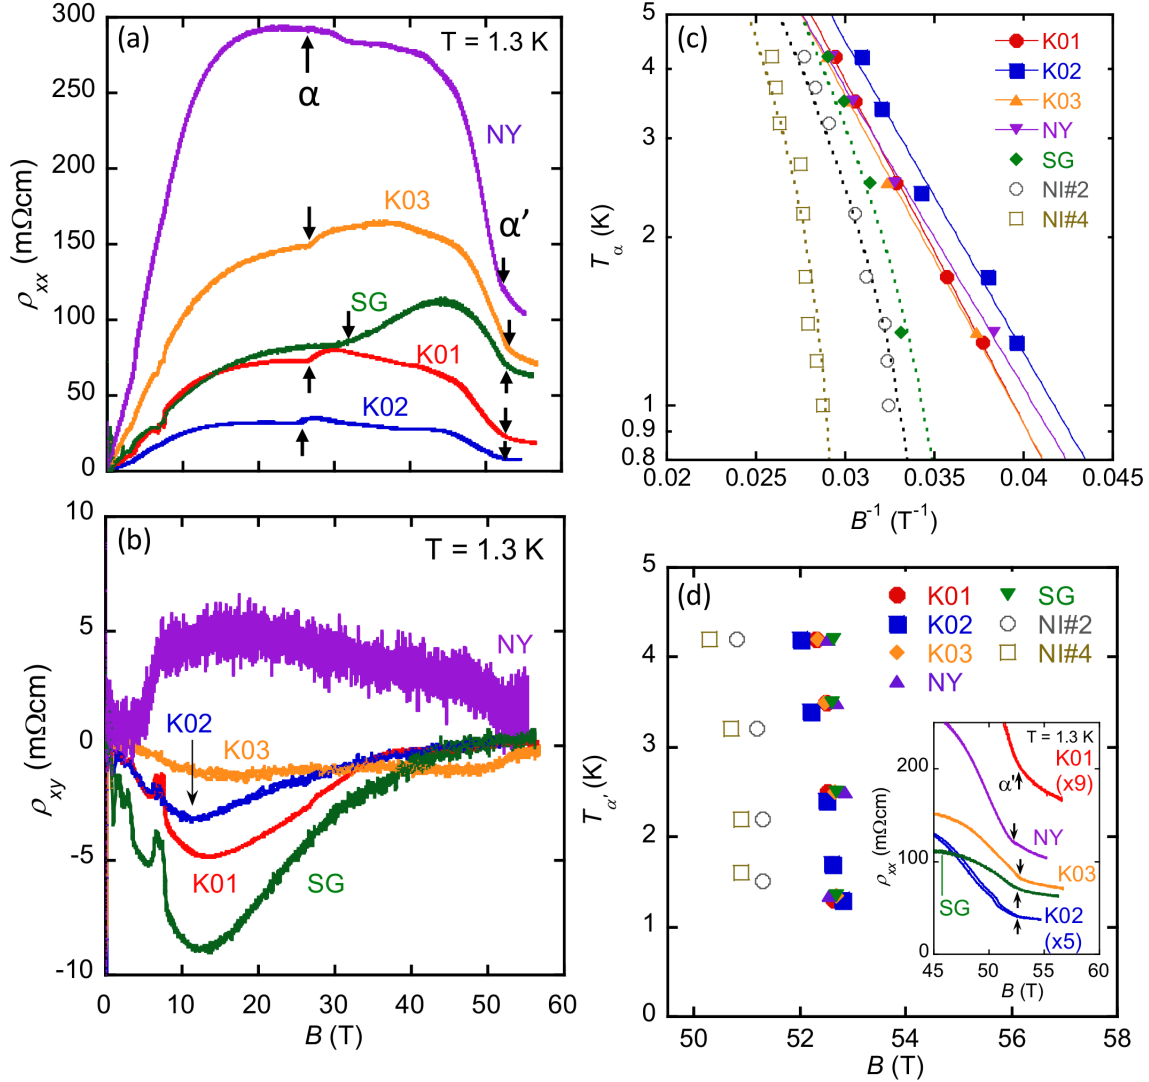 (a)
T = 1.3 K
300
250
200
150
100
50
0
ρxx (mΩcm)
α
NY
K03
α’
SG
K01
K02
(b)
T = 1.3 K
10
5
0
-5
-10
ρxy (mΩcm)
NY
K02
K03
K01
SG
0 10 20 30 40 50 60
B (T)
(c)
5
4
3
2
1
0.9
0.8
Tα (K)
K01
K02
K03
NY
SG
NI#2
NI#4
0.02 0.025 0.03 0.035 0.04 0.045
B-1 (T-1)
(d)
5
4
3
2
1
0
Tα’ (K)
K01 SG
K02 NI#2
K03 NI#4
NY
50 52 54 56 58
B (T)
T = 1.3 K
K01
(x9)
α'
NY
K03
SG
K02
(x5)
200
100
0
ρxx (mΩcm)
45 50 55 60
B (T)